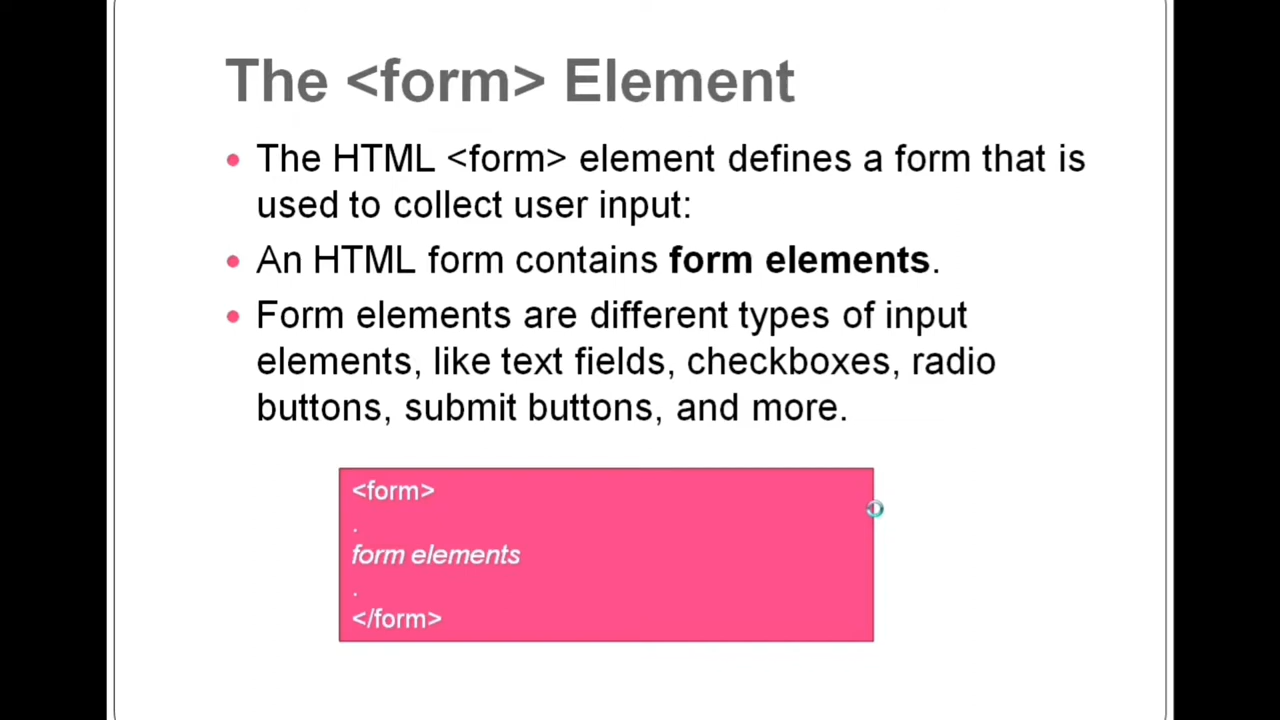 The <form> Element
The HTML <form> element defines a form that is
used to collect user input:
An HTML form contains form elements.
Form elements are different types of input
elements, like text fields, checkboxes, radio
buttons, submit buttons, and more.
<form>
.
form elements
.
</form>